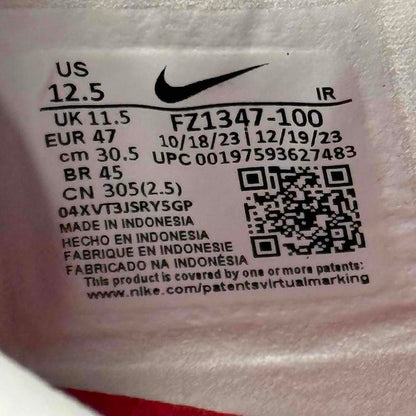 US
12.5
IR
UK 11.5 FZ1347-100
EUR 47 10/18/23 | 12/19/23
cm 30.5 UPC 00197593627483
BR 45
CN 305(2.5)
04XVT3JSRY5GP
MADE IN INDONESIA
HECHO EN INDONESIA
FABRIQUE EN INDONESIE
FABRICADO NA INDONÉSIA
This product is covered by one or more patents:
www.nike.com/patentsvirtualmarking